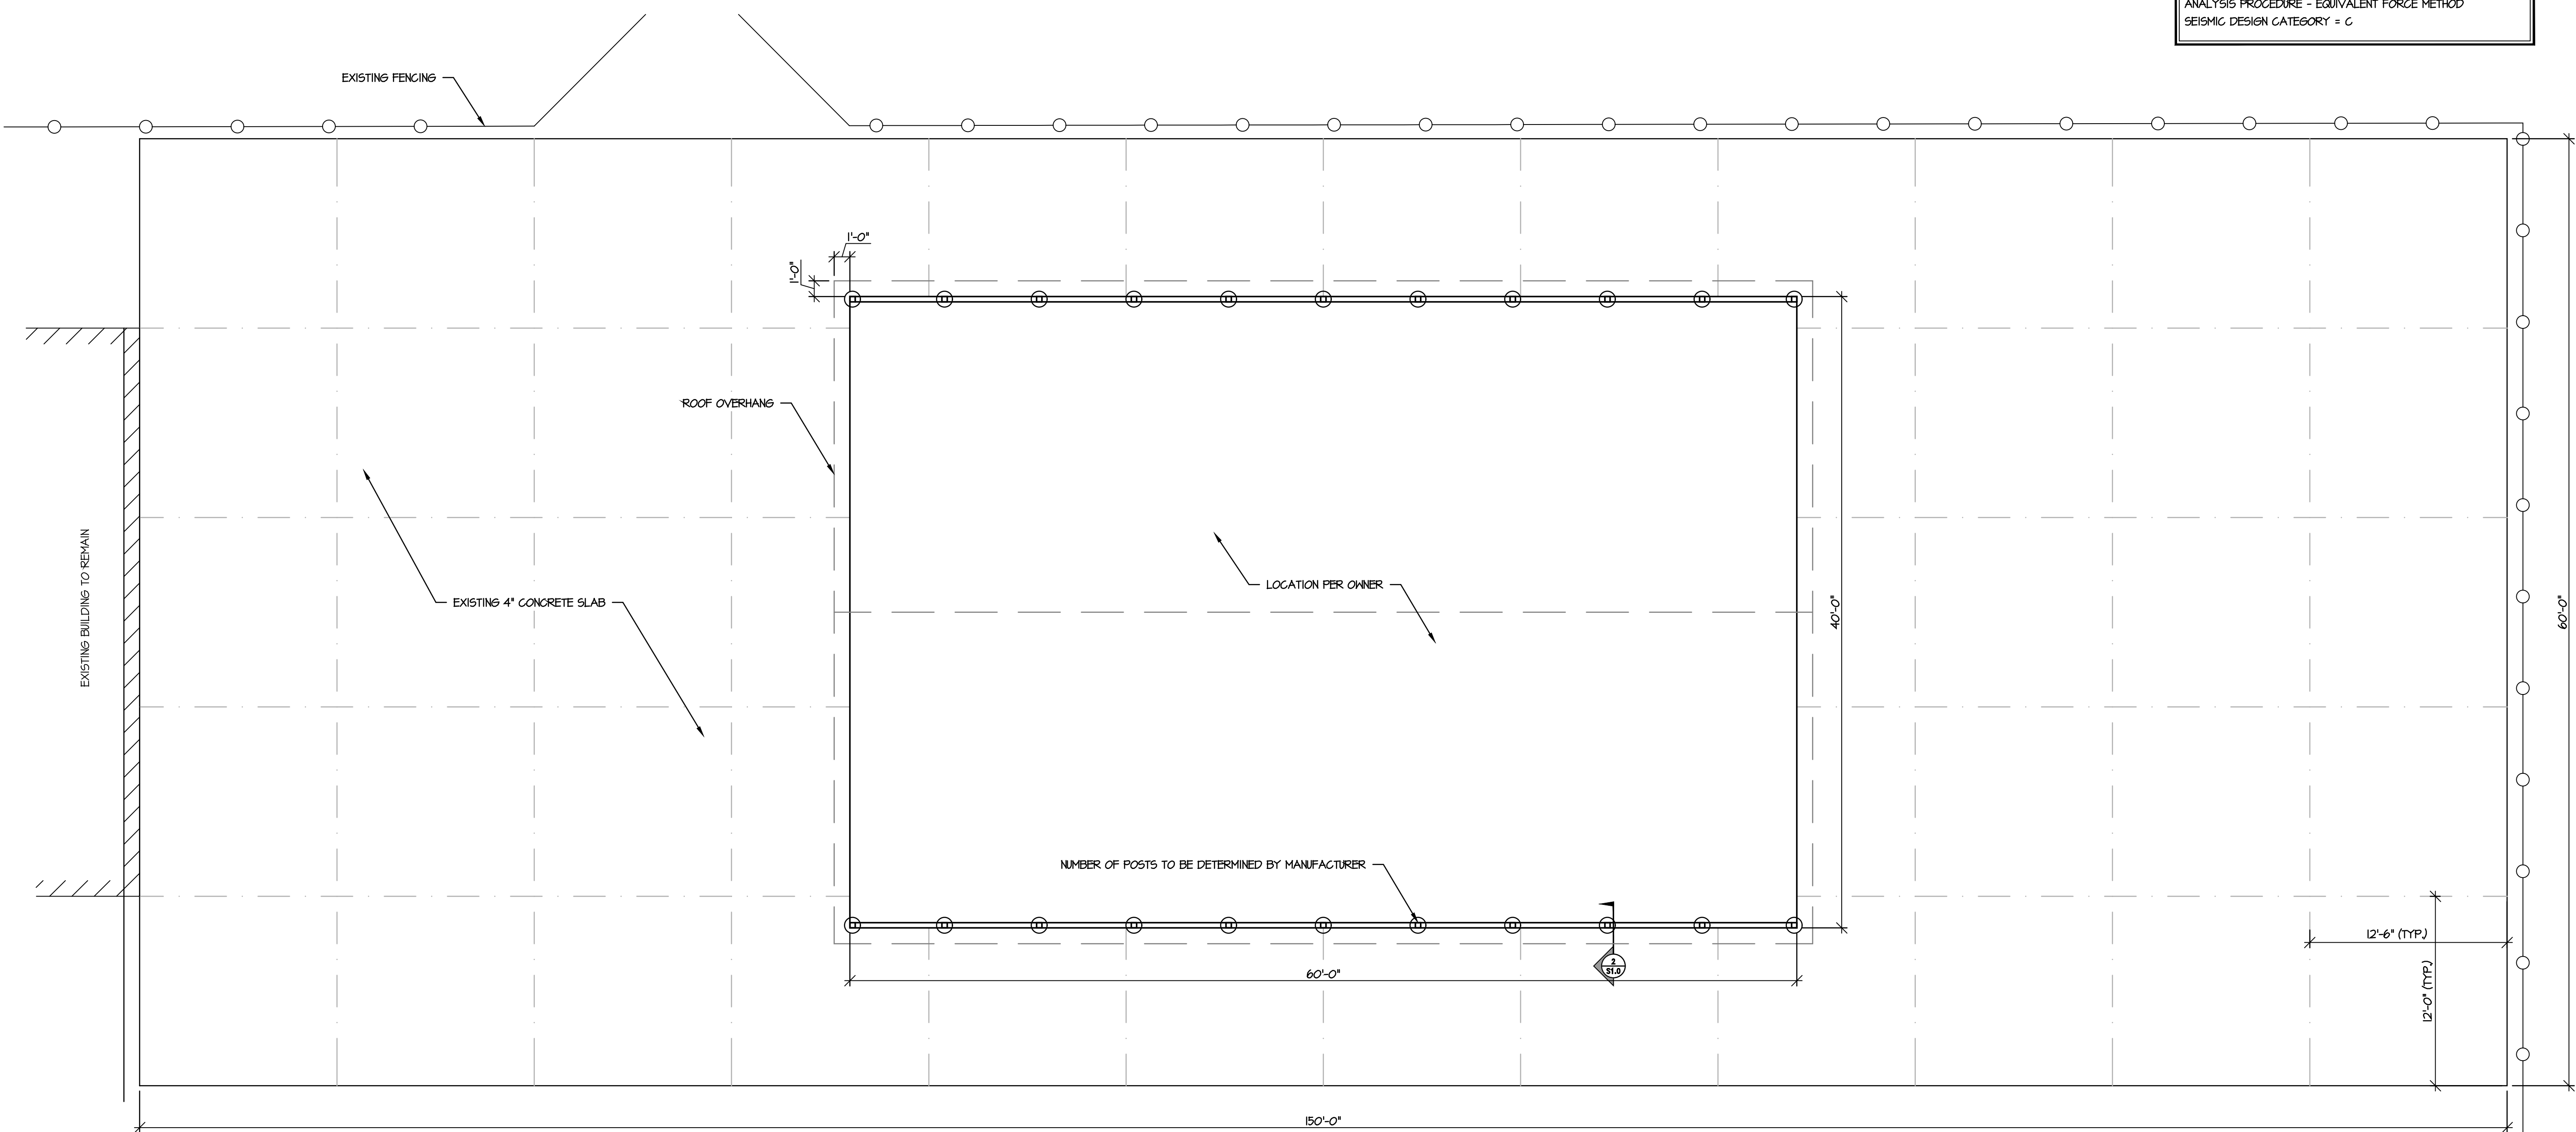 ANALYSIS PROCEDURE - EQUIVALENT FORCE METHOD
SEISMIC DESIGN CATEGORY = C
EXISTING FENCING
1'-0"
1'-0"
ROOF OVERHANG
LOCATION PER OWNER
EXISTING 4" CONCRETE SLAB
EXISTING BUILDING TO REMAIN
40'-0"
60'-0"
NUMBER OF POSTS TO BE DETERMINED BY MANUFACTURER
12'-6" (TYP.)
12'-0" (TYP.)
2
S1.0
60'-0"
150'-0"